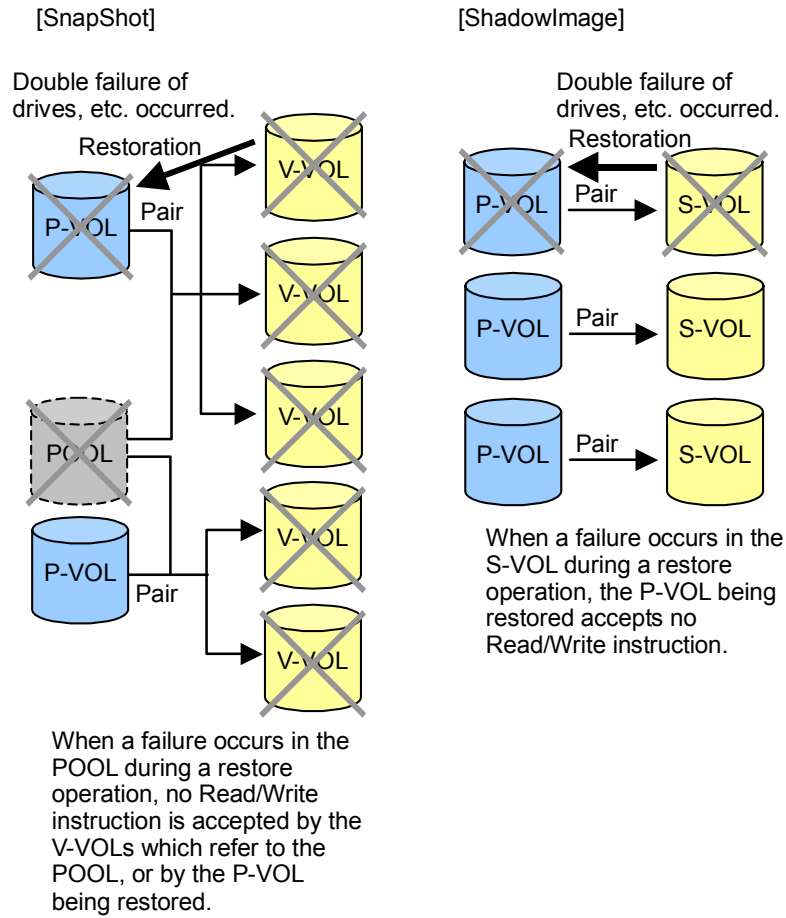 [SnapShot]
Double failure of
drives, etc. occurred.
Restoration
V-VOL
P-VOL
Pair
V-VOL
V-VOL
POOL
V-VOL
P-VOL
Pair
V-VOL
When a failure occurs in the
POOL during a restore
operation, no Read/Write
instruction is accepted by the
V-VOLs which refer to the
POOL, or by the P-VOL
being restored.
[ShadowImage]
Double failure of
drives, etc. occurred.
Restoration
P-VOL
Pair
S-VOL
P-VOL
Pair
S-VOL
P-VOL
Pair
S-VOL
When a failure occurs in the
S-VOL during a restore
operation, the P-VOL being
restored accepts no
Read/Write instruction.